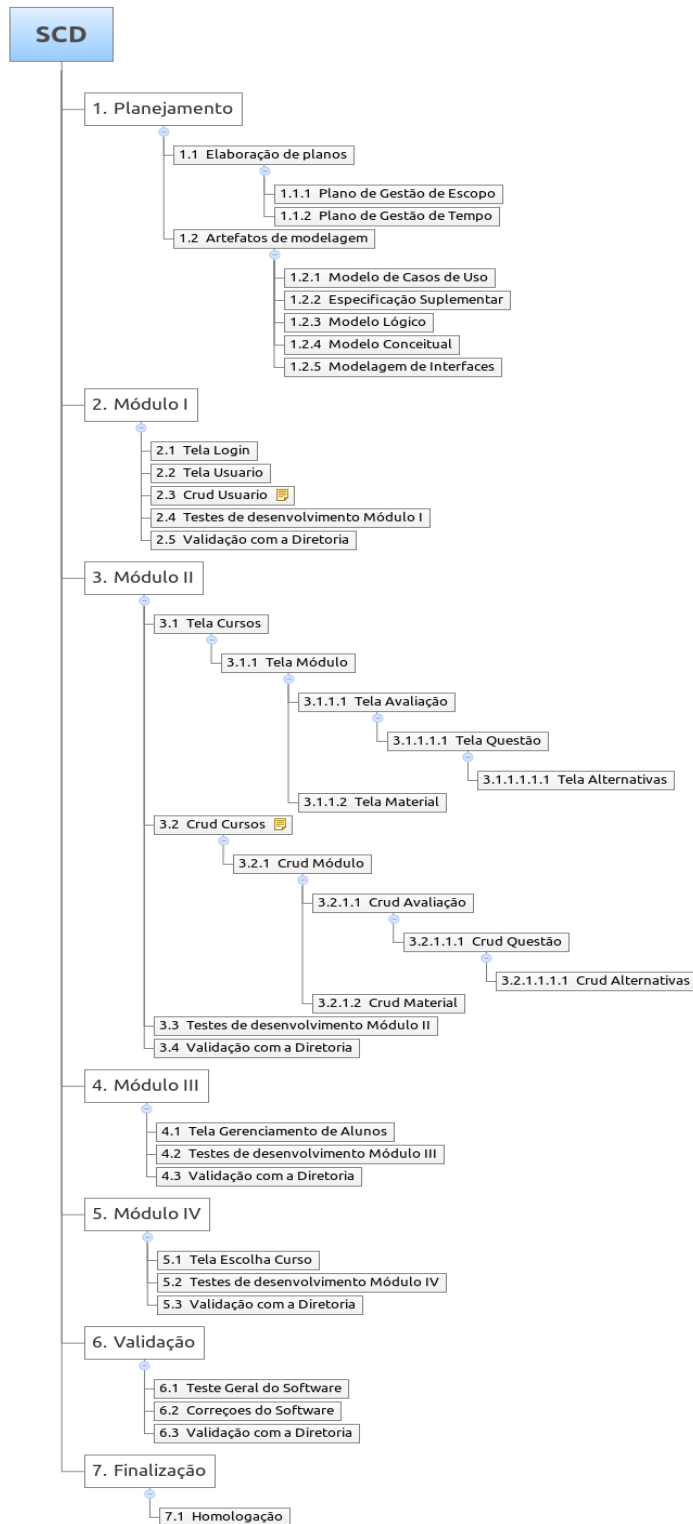 SCD
1. Planejamento
1.1 Elaboração de planos
1.1.1 Plano de Gestão de Escopo
1.1.2 Plano de Gestão de Tempo
1.2 Artefatos de modelagem
1.2.1 Modelo de Casos de Uso
1.2.2 Especificação Suplementar
1.2.3 Modelo Lógico
1.2.4 Modelo Conceitual
1.2.5 Modelagem de Interfaces
2. Módulo I
2.1 Tela Login
2.2 Tela Usuario
2.3 Crud Usuario
2.4 Testes de desenvolvimento Módulo I
2.5 Validação com a Diretoria
3. Módulo II
3.1 Tela Cursos
3.1.1 Tela Módulo
3.1.1.1 Tela Avaliação
3.1.1.1.1 Tela Questão
3.1.1.1.1.1 Tela Alternativas
3.1.1.2 Tela Material
3.2 Crud Cursos
3.2.1 Crud Módulo
3.2.1.1 Crud Avaliação
3.2.1.1.1 Crud Questão
3.2.1.1.1.1 Crud Alternativas
3.2.1.2 Crud Material
3.3 Testes de desenvolvimento Módulo II
3.4 Validação com a Diretoria
4. Módulo III
4.1 Tela Gerenciamento de Alunos
4.2 Testes de desenvolvimento Módulo III
4.3 Validação com a Diretoria
5. Módulo IV
5.1 Tela Escolha Curso
5.2 Testes de desenvolvimento Módulo IV
5.3 Validação com a Diretoria
6. Validação
6.1 Teste Geral do Software
6.2 Correçoes do Software
6.3 Validação com a Diretoria
7. Finalização
7.1 Homologação